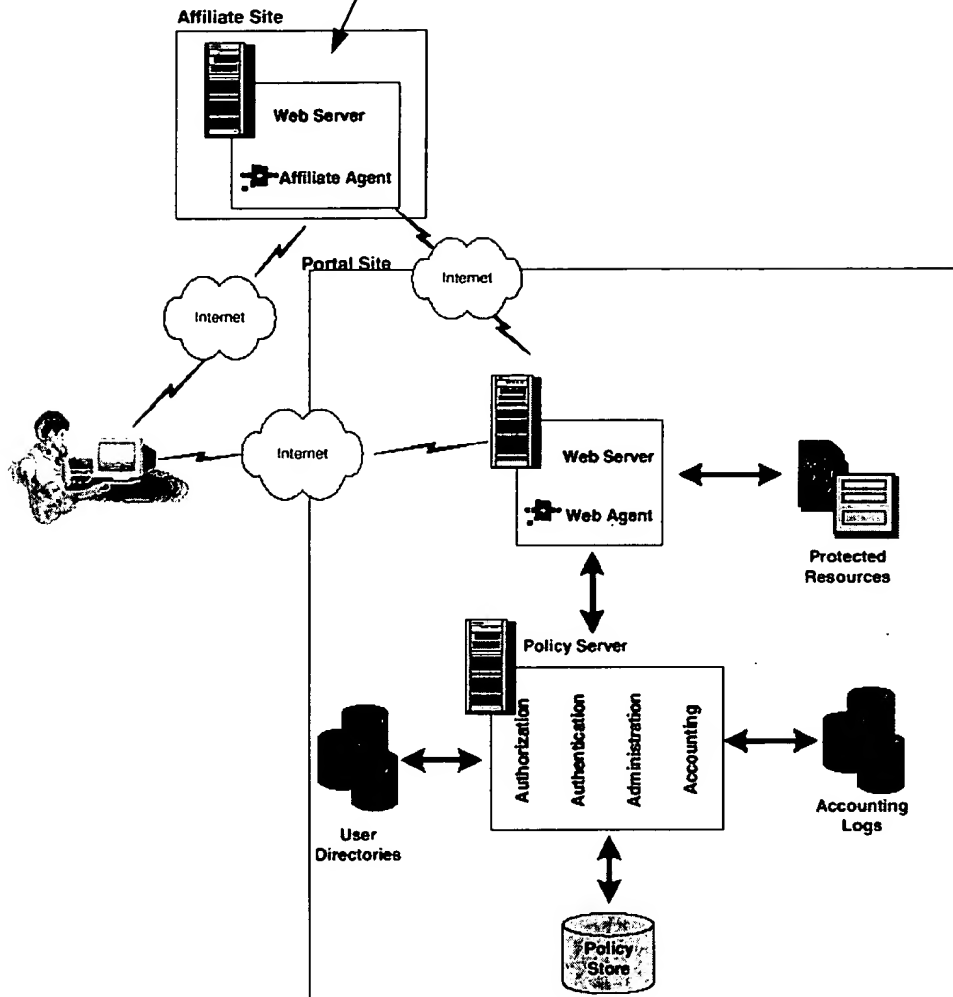 Affiliate Site
Web Server
Affiliate Agent
Portal Site
Internet
Internet
Internet
Web Server
Web Agent
Protected
Resources
Policy Server
Authorization
Authentication
Administration
Accounting
User
Directories
Accounting
Logs
Policy
Store